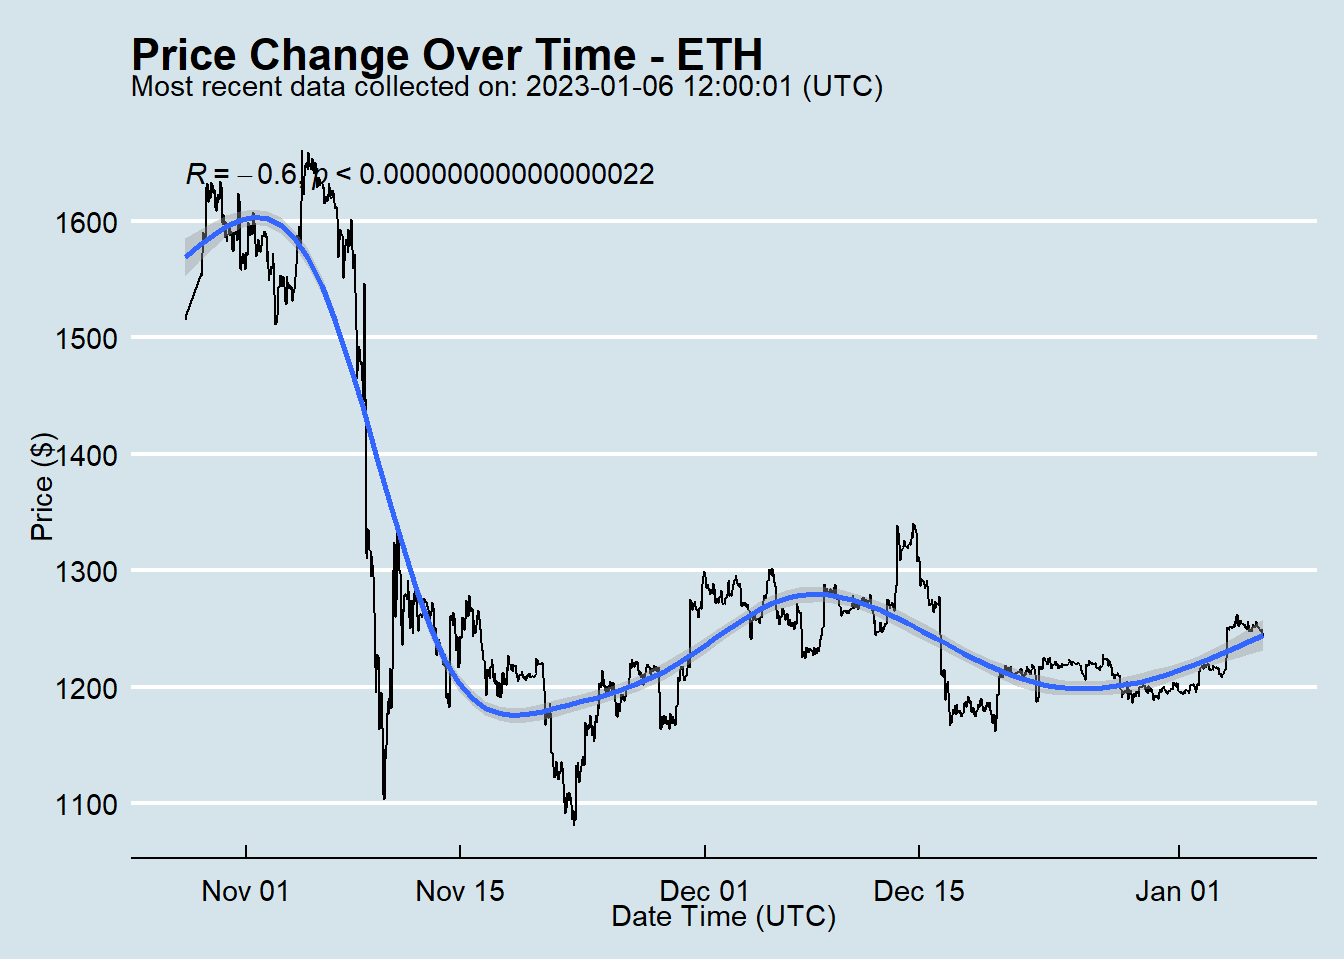 Price Change Over Time - ETH
Most recent data collected on: 2023-01-06 12:00:01 (UTC)
R = −0.6, p < 0.00000000000000022
1600
1500
1400
1300
1200
1100
Price ($)
Nov 01 Nov 15 Dec 01 Dec 15 Jan 01
Date Time (UTC)